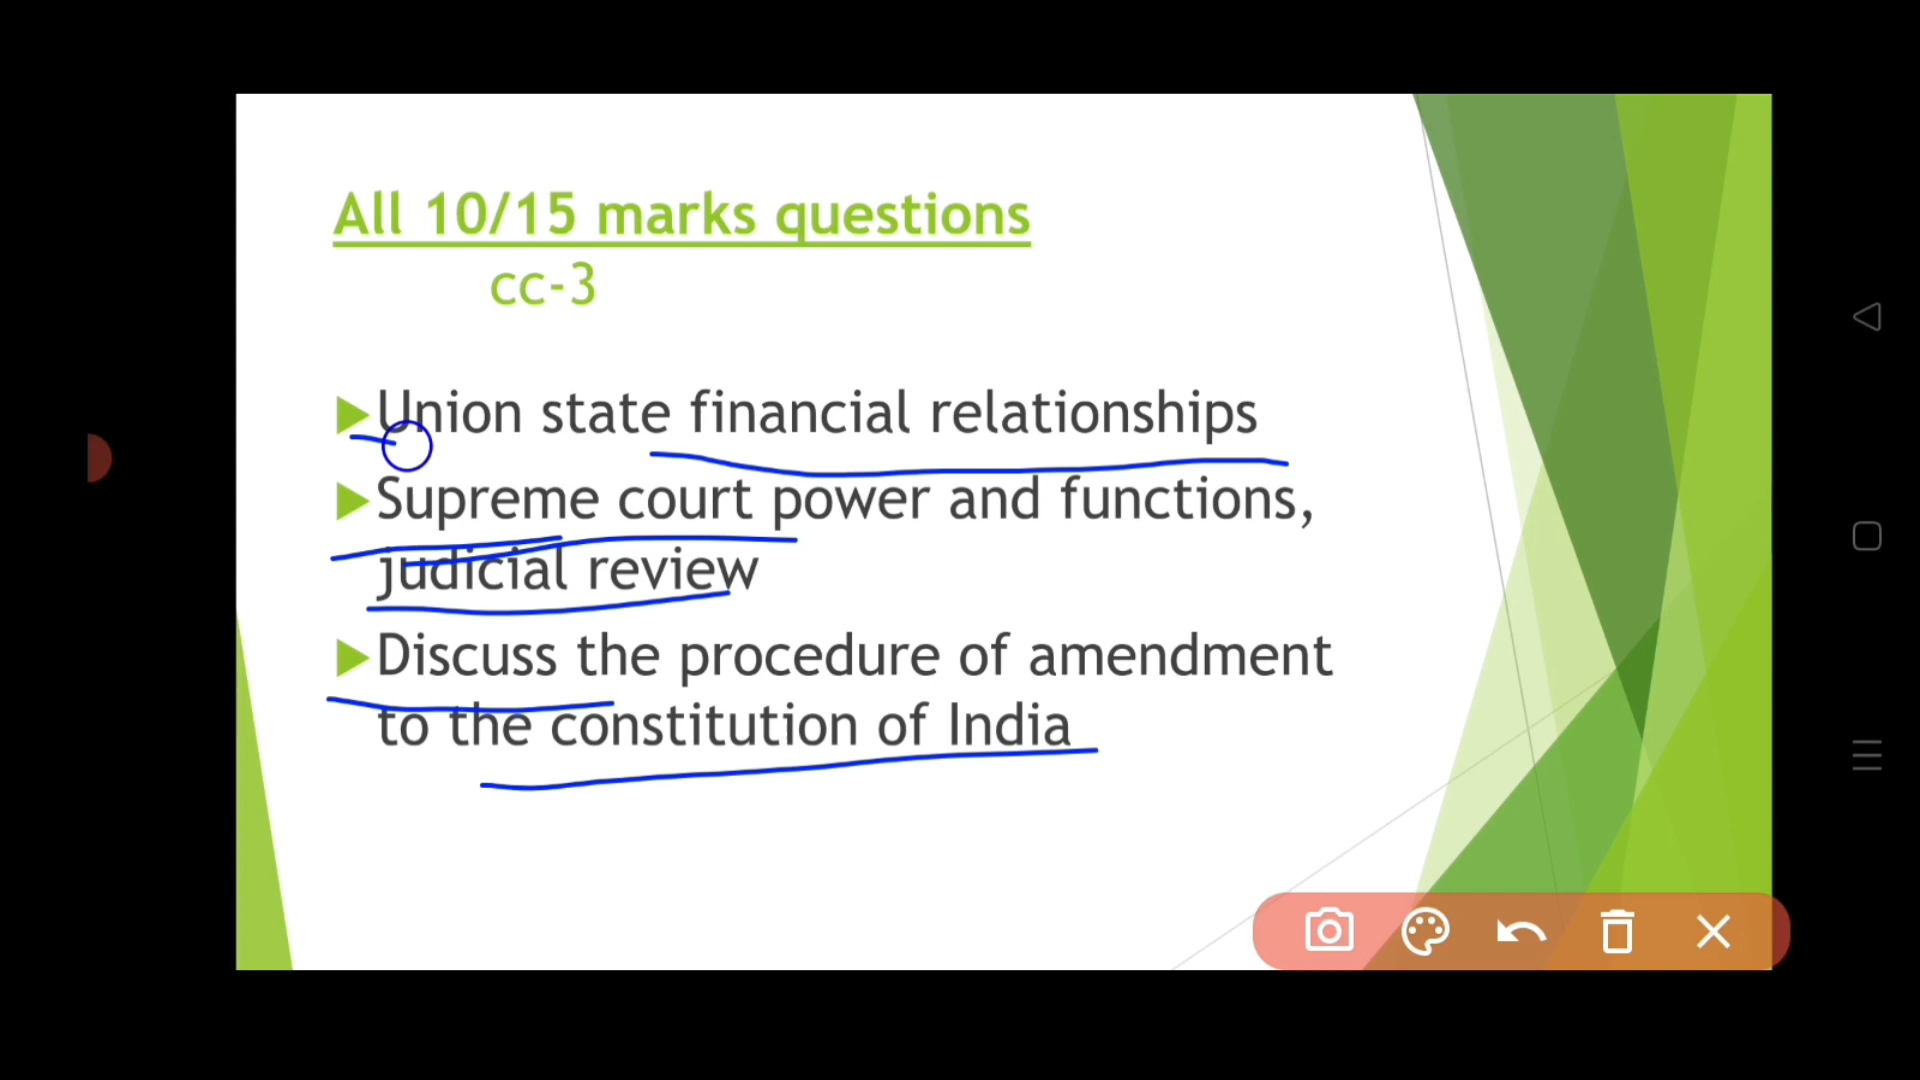 All 10/15 marks questions
cc-3
Union state financial relationships
Supreme court power and functions,
judicial review
Discuss the procedure of amendment
to the constitution of India